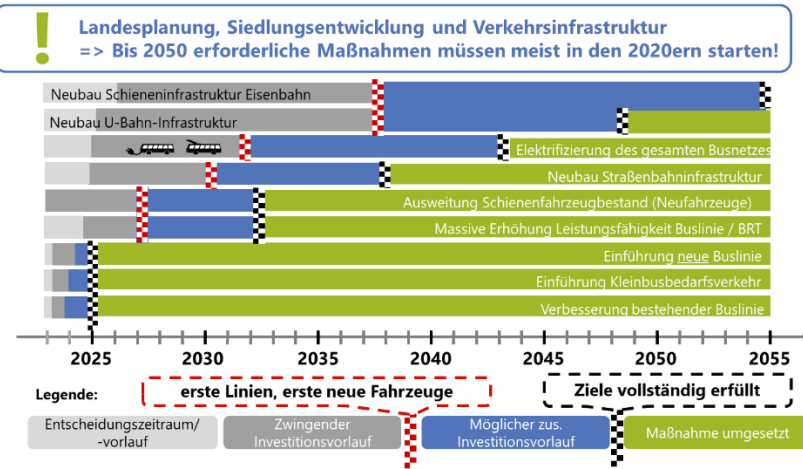 !
Landesplanung, Siedlungsentwicklung und Verkehrsinfrastruktur
=> Bis 2050 erforderliche Maßnahmen müssen meist in den 2020ern starten!
Neubau Schieneninfrastruktur Eisenbahn
Neubau U-Bahn-Infrastruktur
Elektrifizierung des gesamten Busnetzes
Neubau Straßenbahninfrastruktur
Ausweitung Schienenfahrzeugbestand (Neufahrzeuge)
Massive Erhöhung Leistungsfähigkeit Buslinie / BRT
Einführung neue Buslinie
Einführung Kleinbusbedarfsverkehr
Verbesserung bestehender Buslinie
2025 2030 2035 2040 2045 2050 2055
Legende:
erste Linien, erste neue Fahrzeuge
Ziele vollständig erfüllt
Entscheidungszeitraum/
-vorlauf
Zwingender
Investitionsvorlauf
Möglicher zus.
Investitionsvorlauf
Maßnahme umgesetzt